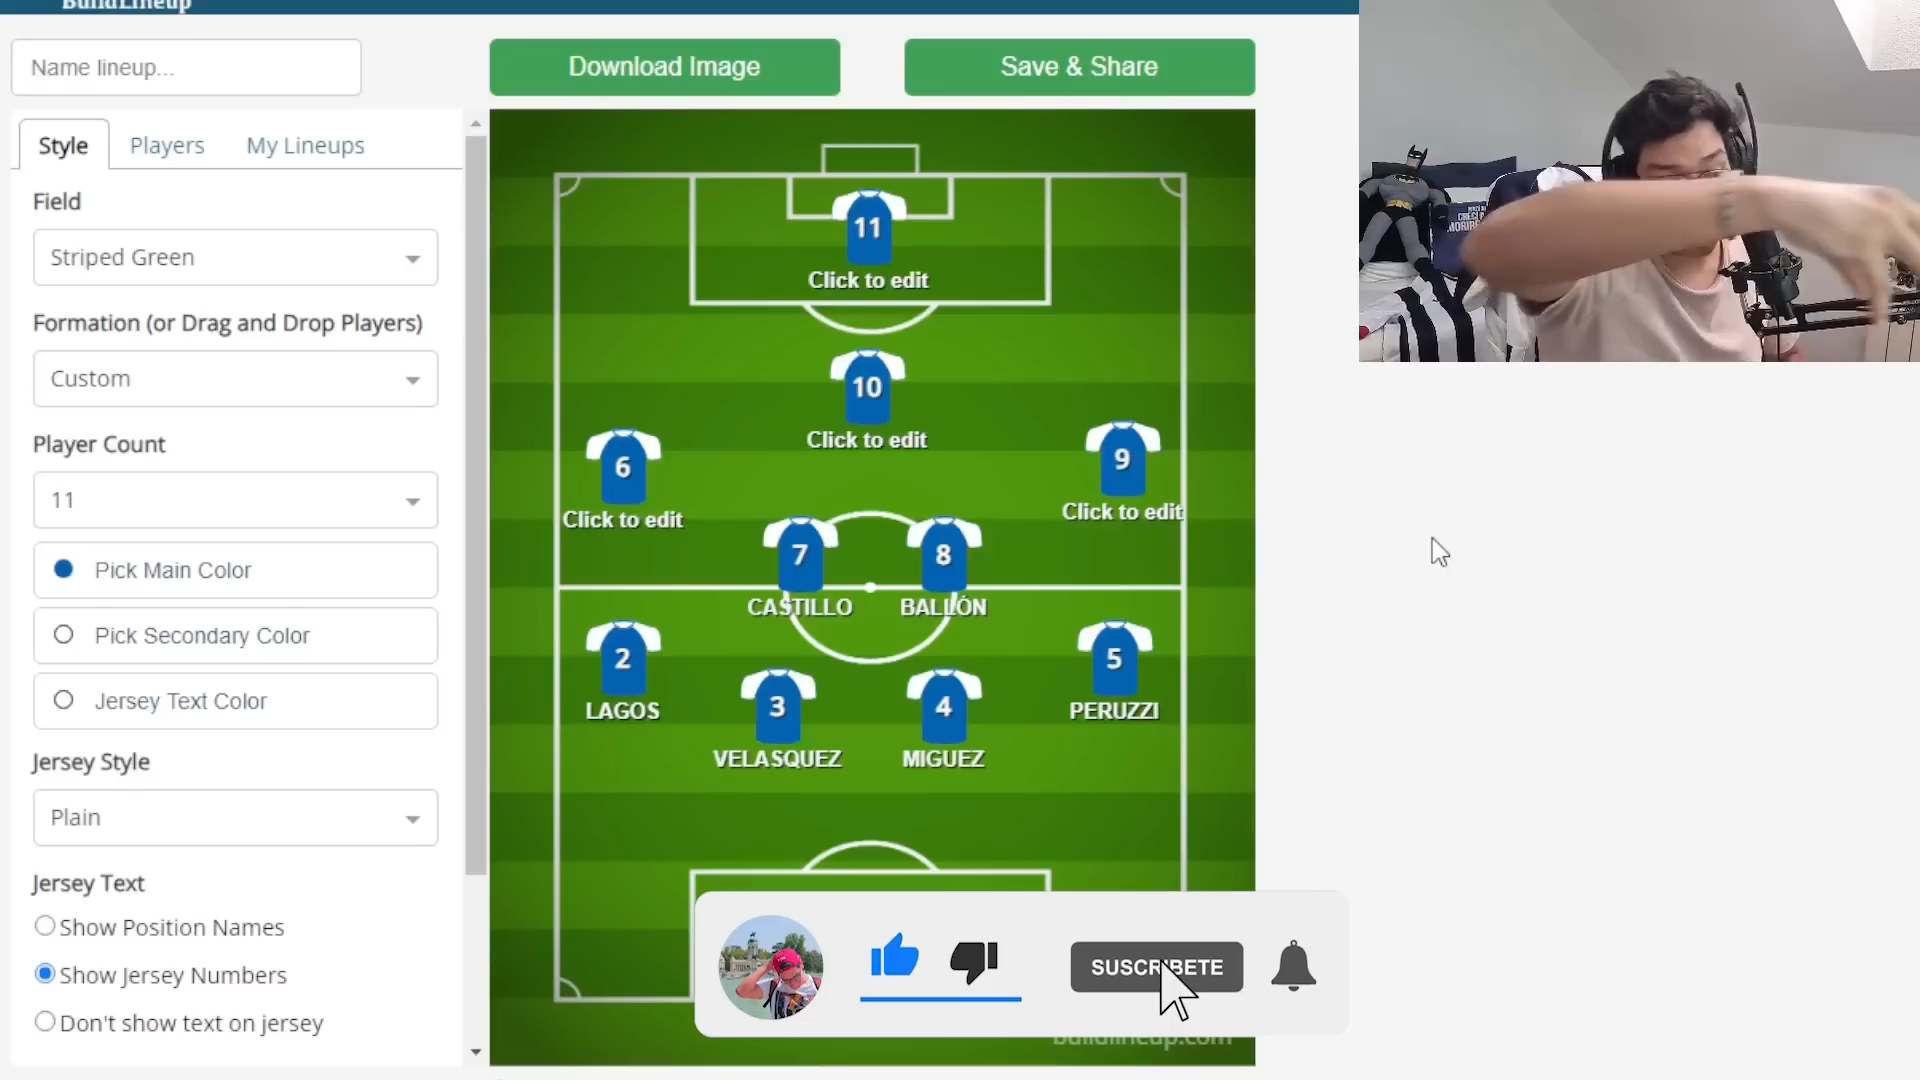 BuildLineup
Name lineup...
Download Image
Save & Share
Style
Players
My Lineups
Field
Striped Green
Formation (or Drag and Drop Players)
Custom
Player Count
11
Pick Main Color
Pick Secondary Color
Jersey Text Color
Jersey Style
Plain
Jersey Text
Show Position Names
Show Jersey Numbers
Don't show text on jersey
11
Click to edit
10
Click to edit
6
Click to edit
9
Click to edit
7
CASTILLO
8
BALLÓN
2
LAGOS
5
PERUZZI
3
VELASQUEZ
4
MIGUEZ
SUSCRIBETE
buildlineup.com